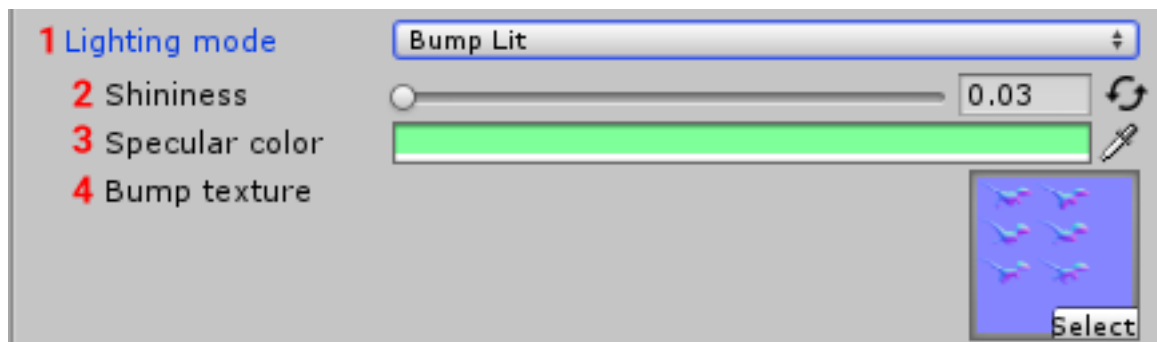 1 Lighting mode Bump Lit
2 Shininess 0.03
3 Specular color
4 Bump texture
Select